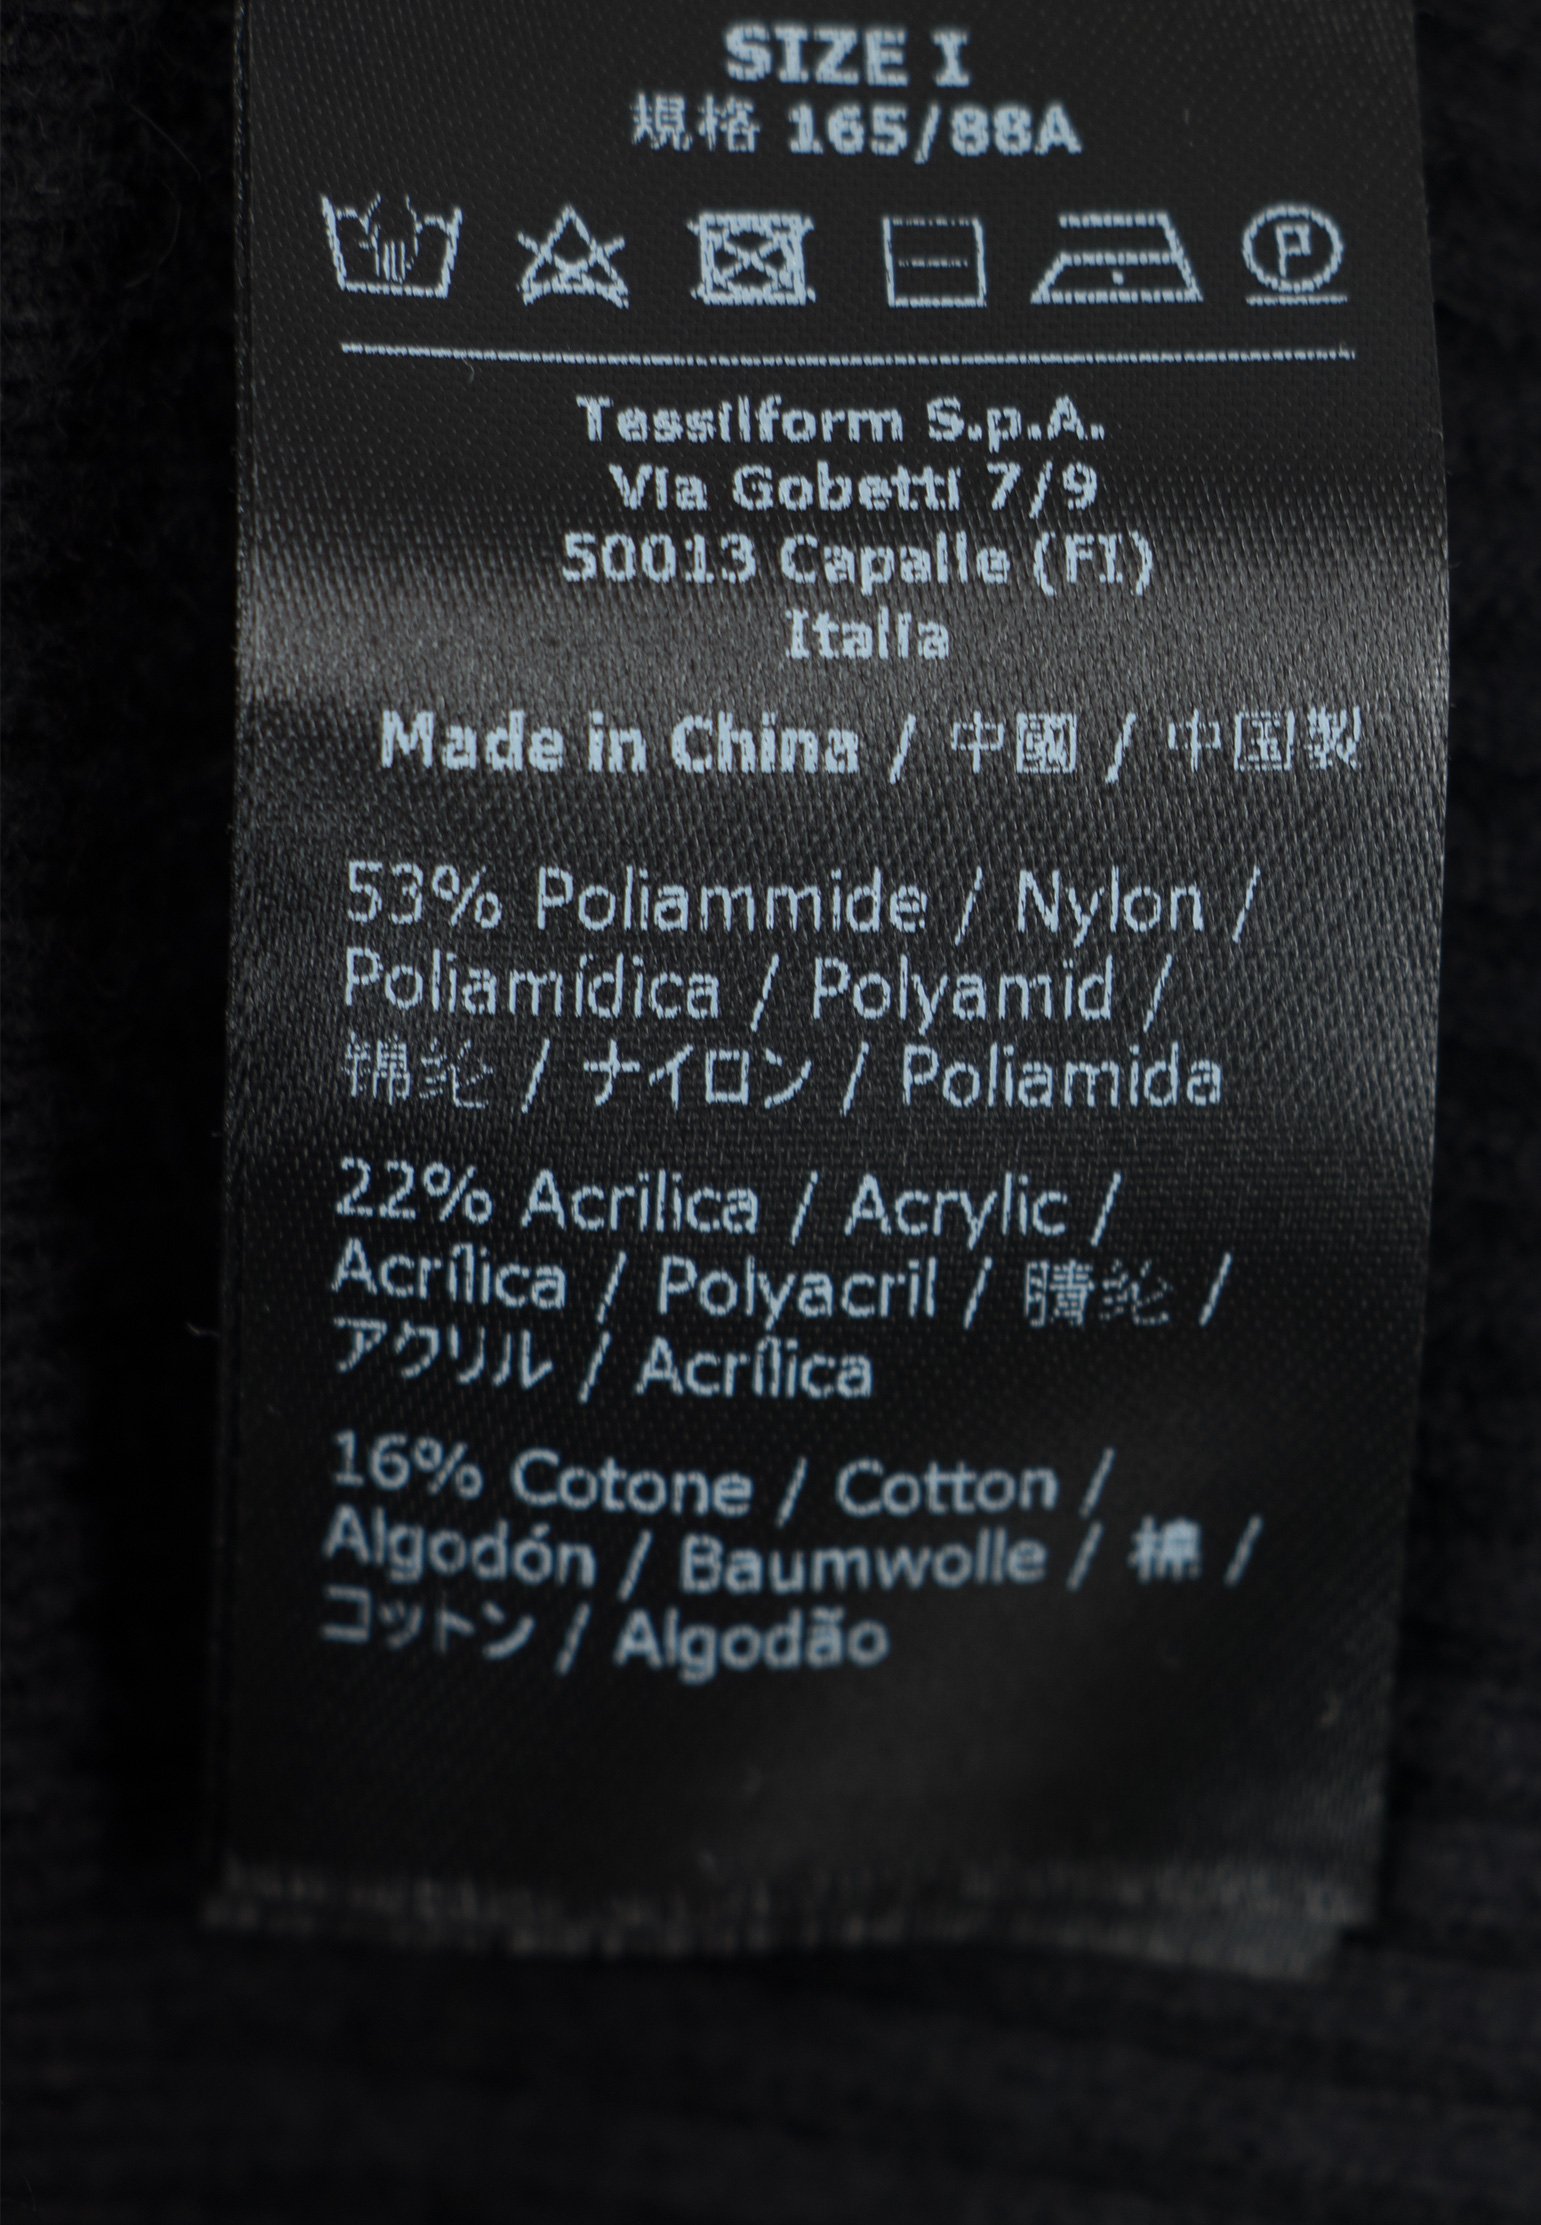 SIZE I
規格 165/88A
P
Tessilform S.p.A.
Via Gobetti 7/9
50013 Capalle (FI)
Italia
Made in China / 中國 / 中国製
53% Poliammide / Nylon /
Poliamídica / Polyamid /
锦纶 / ナイロン / Poliamida
22% Acrilica / Acrylic /
Acrílica / Polyacril / 腈纶 /
アクリル / Acrílica
16% Cotone / Cotton /
Algodón / Baumwolle / 棉 /
コットン / Algodão